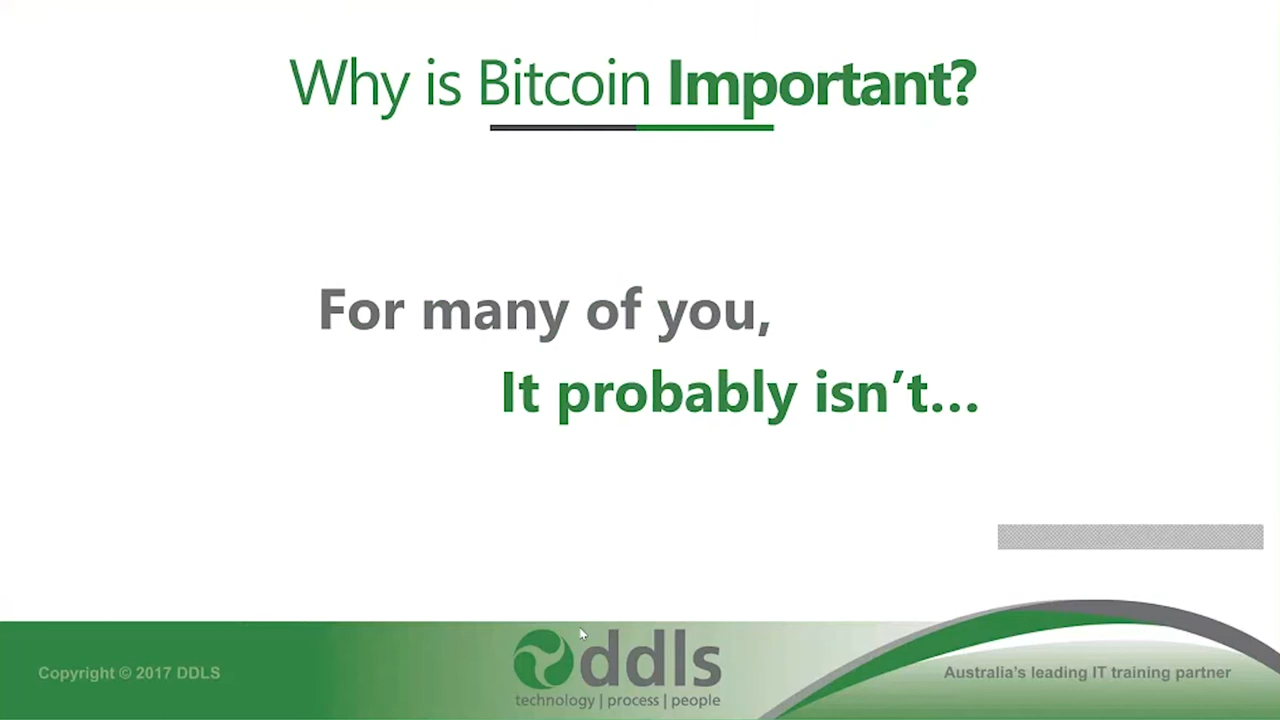 Why is Bitcoin Important?
For many of you,
It probably isn’t...
Copyright © 2017 DDLS
ddls
technology | process | people
Australia’s leading IT training partner